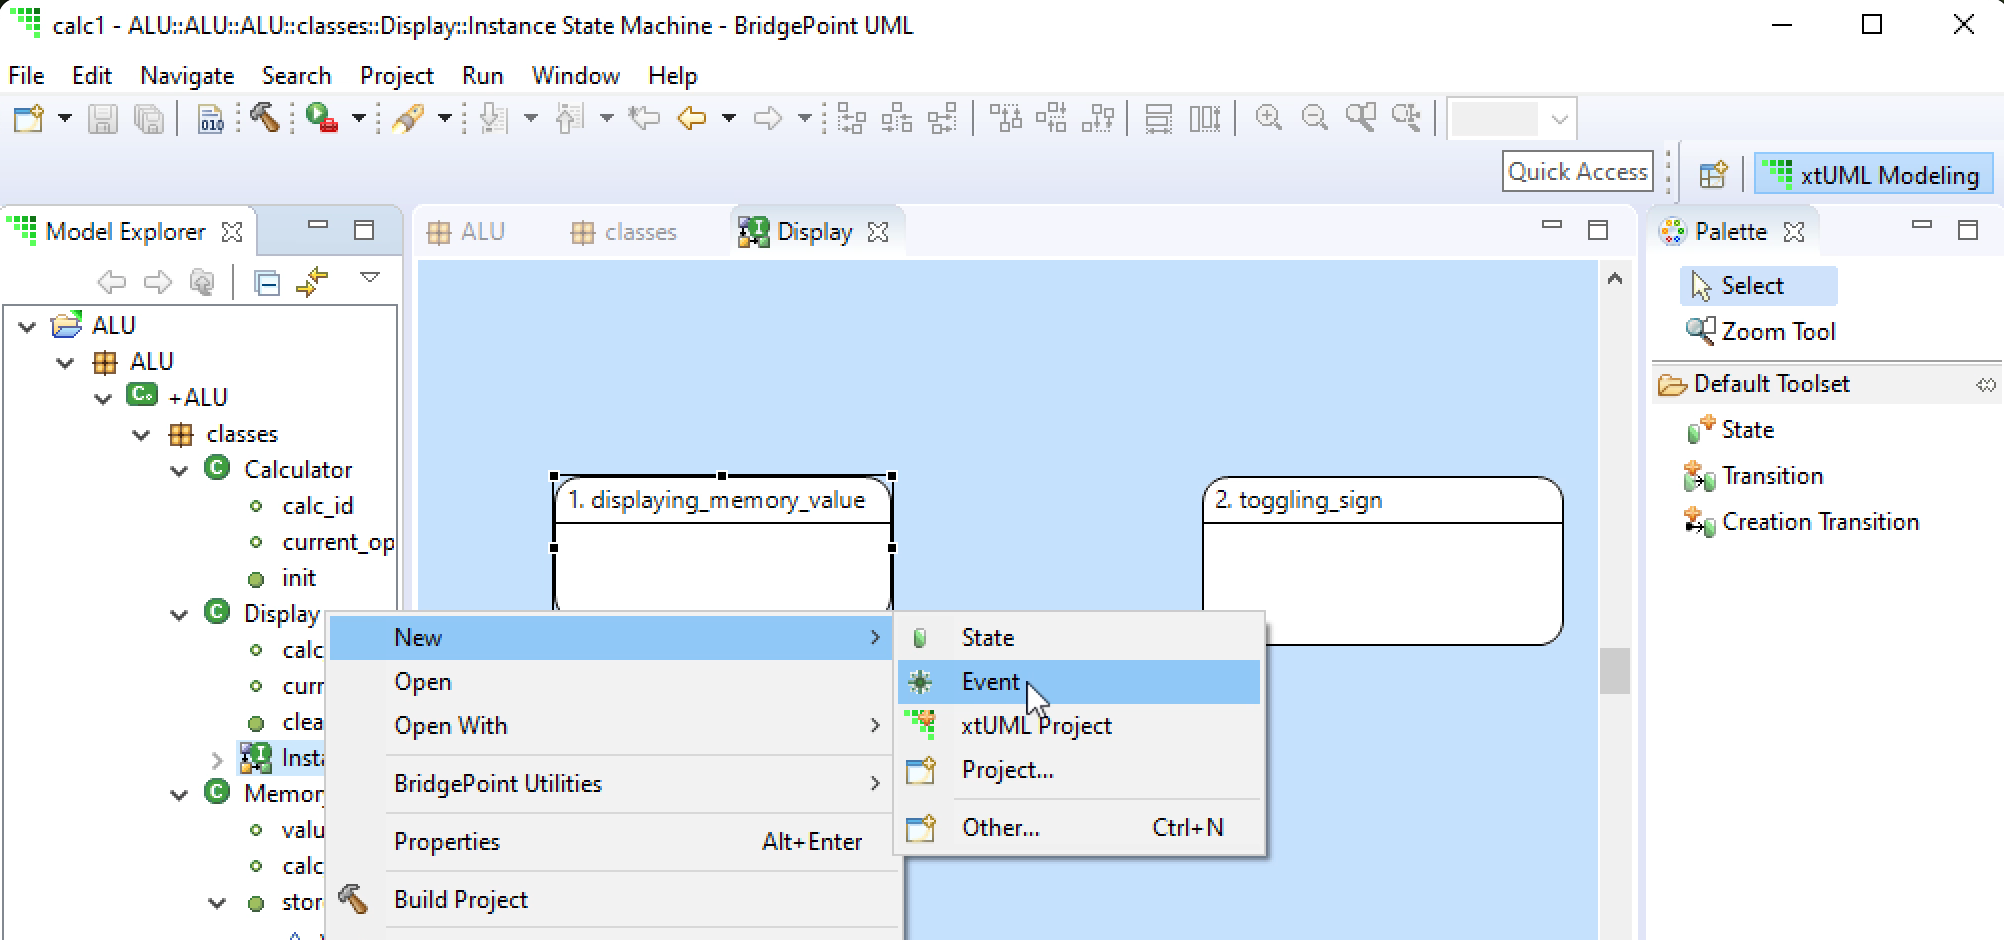 calc1 - ALU::ALU::ALU::classes::Display::Instance State Machine - BridgePoint UML
File Edit Navigate Search Project Run Window Help
010
Quick Access
xtUML Modeling
Model Explorer
ALU
classes
Display
Palette
Select
Zoom Tool
Default Toolset
State
Transition
Creation Transition
ALU
ALU
+ALU
classes
Calculator
calc_id
current_op
init
Display
calc
curr
clea
Insta
Memor
valu
calc
stor
1. displaying_memory_value
2. toggling_sign
New
Open
Open With
BridgePoint Utilities
Properties Alt+Enter
Build Project
State
Event
xtUML Project
Project...
Other... Ctrl+N